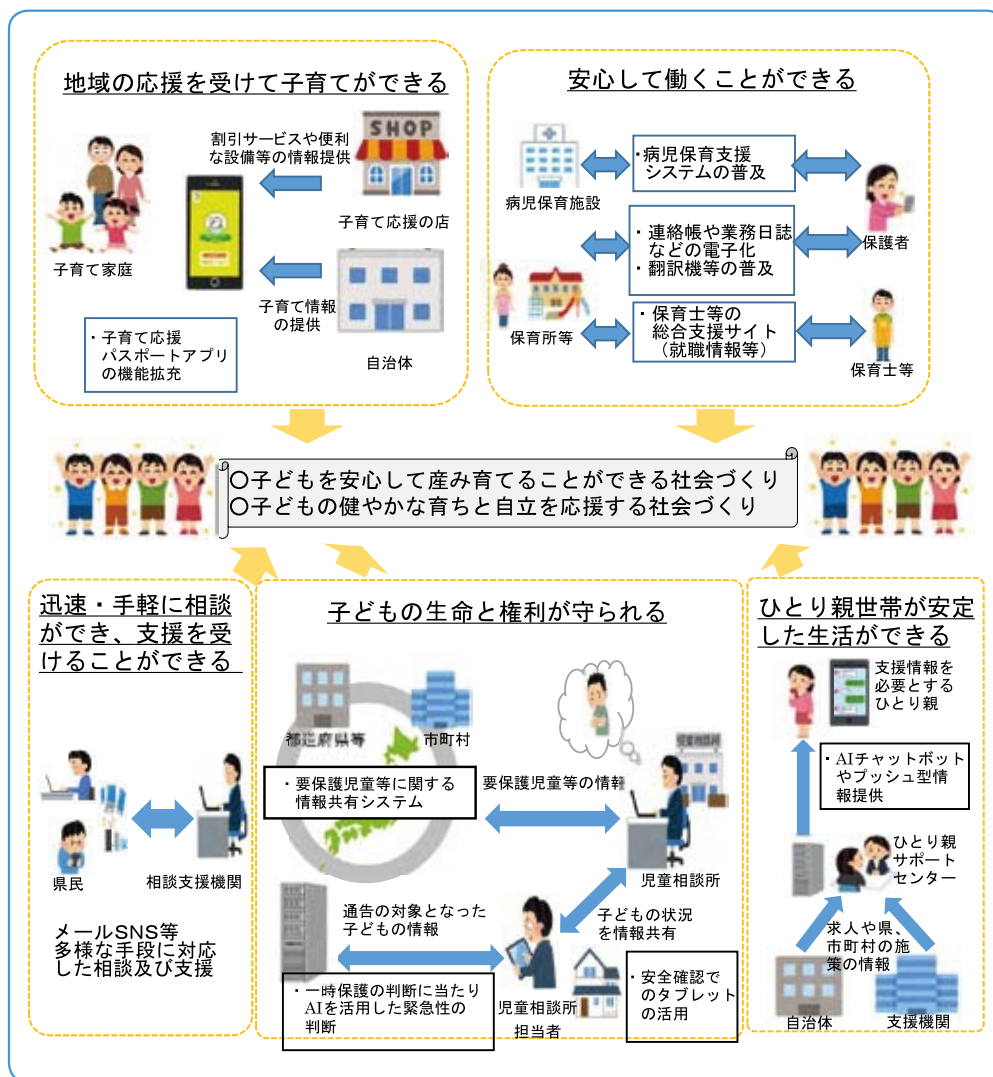 地域の応援を受けて子育てができる
割引サービスや便利
な設備等の情報提供
SHOP
子育て応援の店
子育て家庭
子育て情報
の提供
自治体
・子育て応援
パスポートアプリ
の機能拡充
安心して働くことができる
病児保育施設
・病児保育支援
システムの普及
保護者
・連絡帳や業務日誌
などの電子化
・翻訳機等の普及
保育所等
・保育士等の
総合支援サイト
（就職情報等）
保育士等
〇子どもを安心して産み育てることができる社会づくり
〇子どもの健やかな育ちと自立を応援する社会づくり
迅速・手軽に相談
ができ、支援を受
けることができる
県民
相談支援機関
メールSNS等
多様な手段に対応
した相談及び支援
子どもの生命と権利が守られる
都道府県等
市町村
・要保護児童等に関する
情報共有システム
要保護児童等の情報
児童相談所
児童相談所
通告の対象となった
子どもの情報
子どもの状況
を情報共有
・一時保護の判断に当たり
AIを活用した緊急性の
判断
児童相談所
担当者
・安全確認で
のタブレット
の活用
ひとり親世帯が安定
した生活ができる
支援情報を
必要とする
ひとり親
・AIチャットボット
やプッシュ型情
報提供
ひとり親
サポート
センター
求人や県、
市町村の施
策の情報
自治体
支援機関